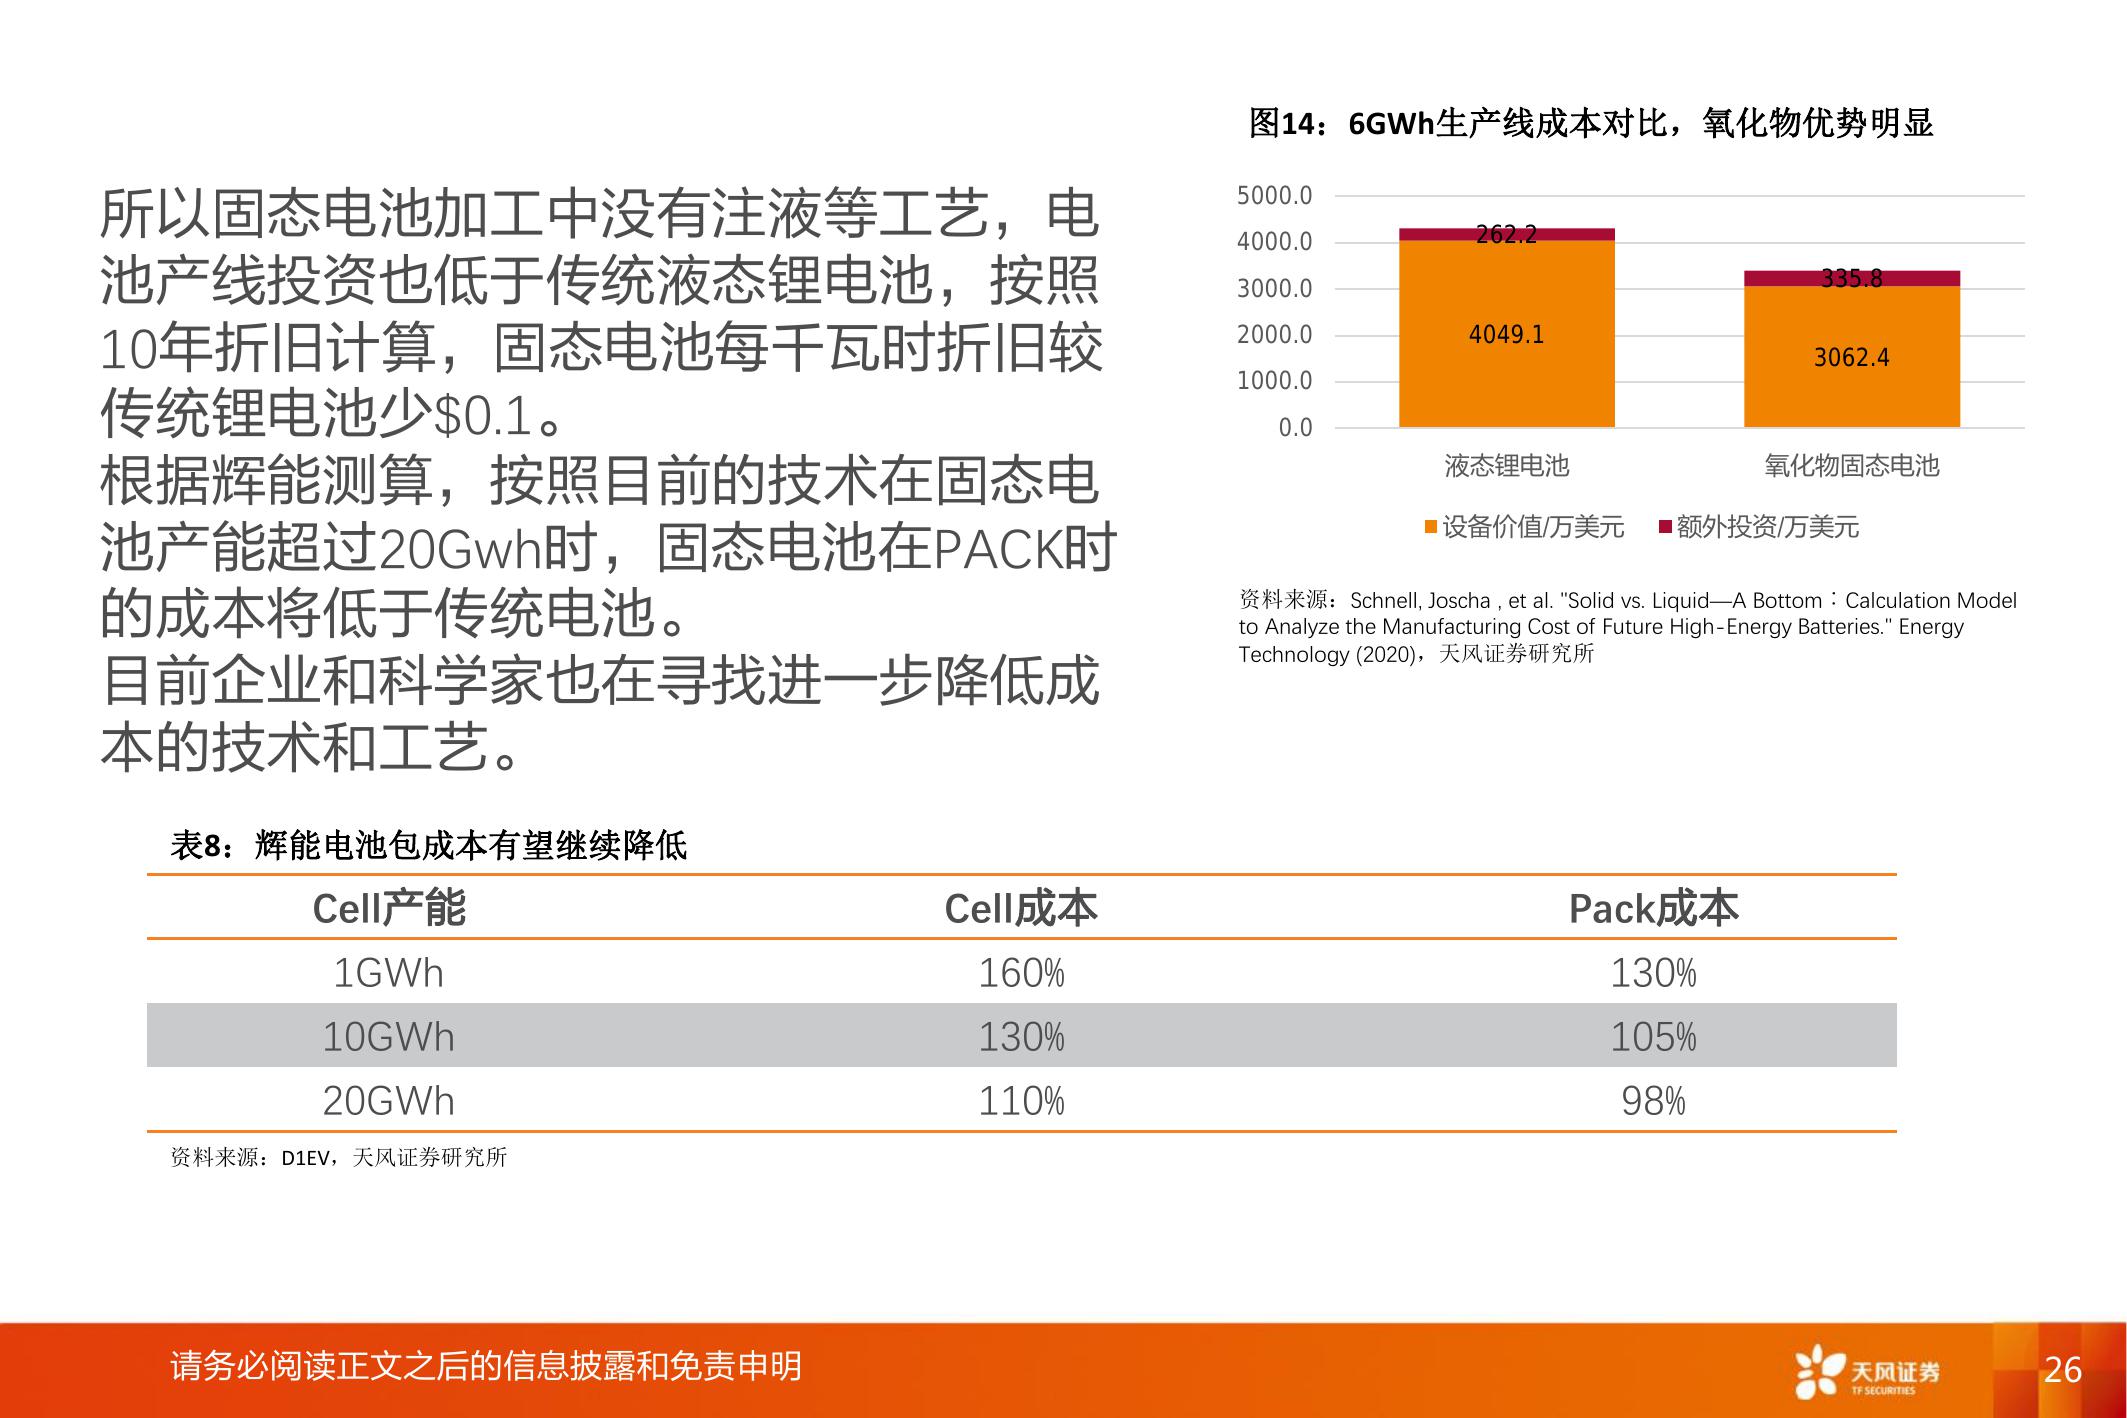 所以固态电池加工中没有注液等工艺，电
池产线投资也低于传统液态锂电池，按照
10年折旧计算，固态电池每千瓦时折旧较
传统锂电池少$0.1。
根据辉能测算，按照目前的技术在固态电
池产能超过20Gwh时，固态电池在PACK时
的成本将低于传统电池。
目前企业和科学家也在寻找进一步降低成
本的技术和工艺。
图14：6GWh生产线成本对比，氧化物优势明显
5000.0
4000.0
3000.0
2000.0
1000.0
0.0
262.2
4049.1
335.8
3062.4
液态锂电池 氧化物固态电池
设备价值/万美元 额外投资/万美元
资料来源：Schnell, Joscha , et al. "Solid vs. Liquid—A Bottom：Calculation Model
to Analyze the Manufacturing Cost of Future High-Energy Batteries." Energy
Technology (2020)，天风证券研究所
表8：辉能电池包成本有望继续降低
Cell产能 Cell成本 Pack成本
1GWh 160% 130%
10GWh 130% 105%
20GWh 110% 98%
资料来源：D1EV，天风证券研究所
请务必阅读正文之后的信息披露和免责申明
天风证券
TF SECURITIES
26